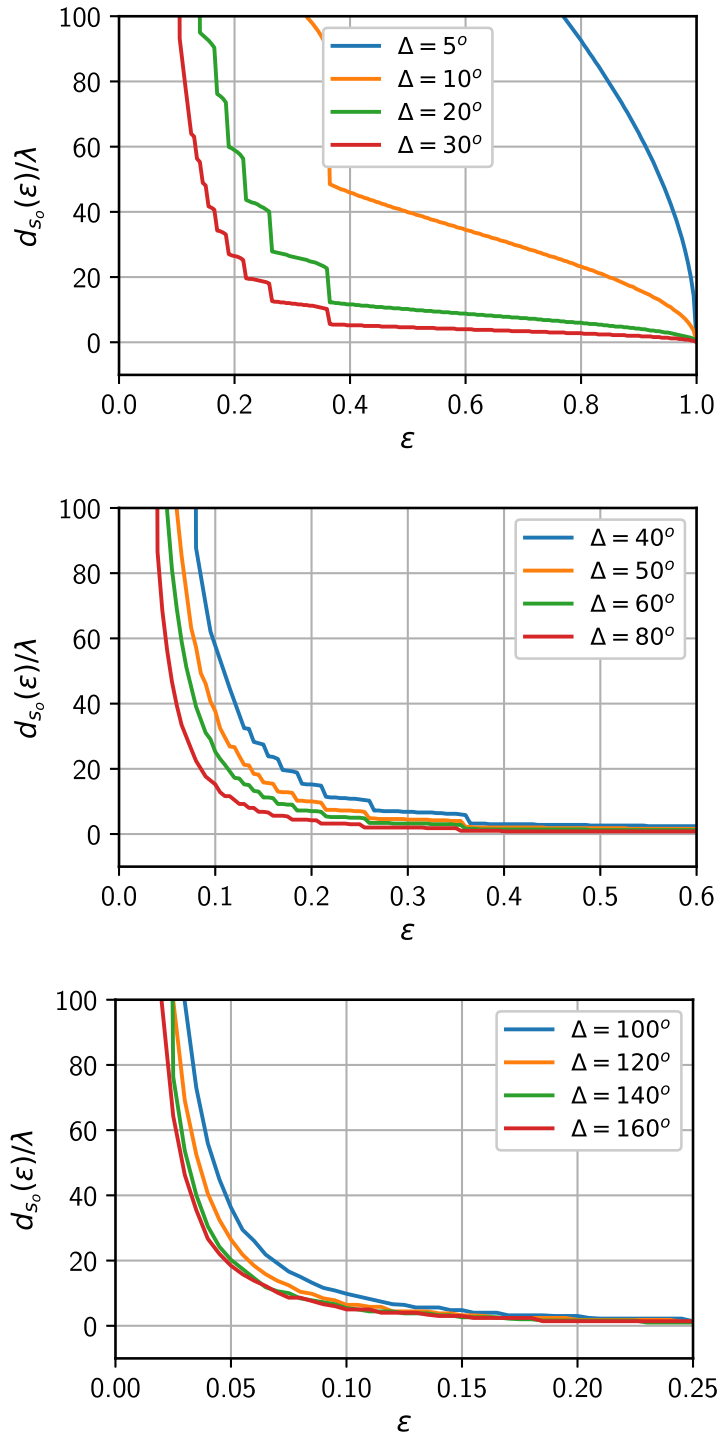 100
80
60
40
20
0
d_{s_o}(ε)/λ
Δ = 5^o
Δ = 10^o
Δ = 20^o
Δ = 30^o
0.0 0.2 0.4 0.6 0.8 1.0
ε
100
80
60
40
20
0
d_{s_o}(ε)/λ
Δ = 40^o
Δ = 50^o
Δ = 60^o
Δ = 80^o
0.0 0.1 0.2 0.3 0.4 0.5 0.6
ε
100
80
60
40
20
0
d_{s_o}(ε)/λ
Δ = 100^o
Δ = 120^o
Δ = 140^o
Δ = 160^o
0.00 0.05 0.10 0.15 0.20 0.25
ε